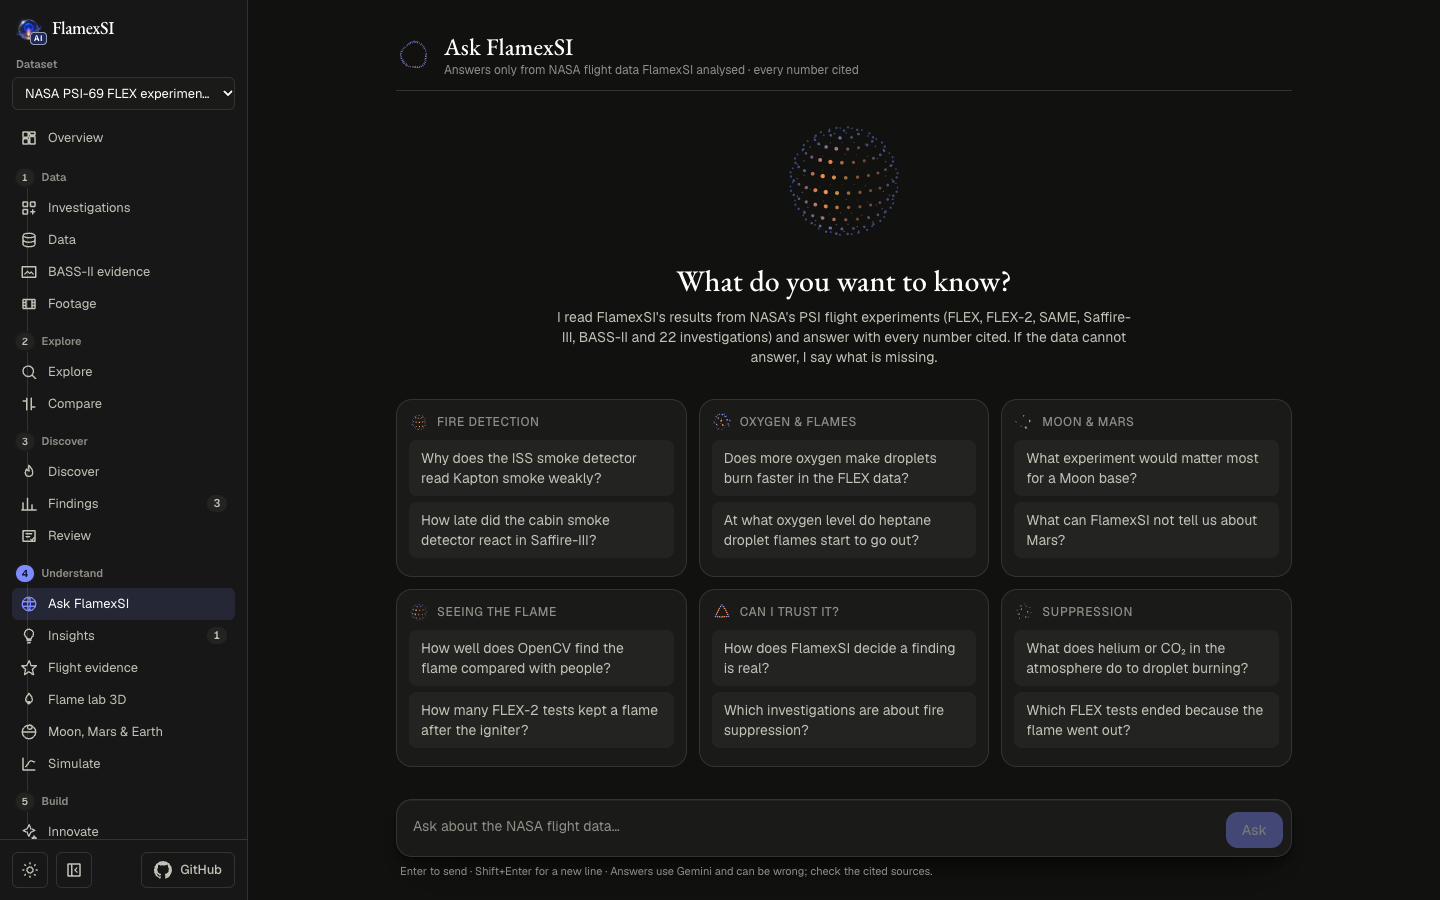 FlamexSI
AI
Dataset
NASA PSI-69 FLEX experimen...
Overview
1 Data
Investigations
Data
BASS-II evidence
Footage
2 Explore
Explore
Compare
3 Discover
Discover
Findings 3
Review
4 Understand
Ask FlamexSI
Insights 1
Flight evidence
Flame lab 3D
Moon, Mars & Earth
Simulate
5 Build
Innovate
GitHub
Ask FlamexSI
Answers only from NASA flight data FlamexSI analysed · every number cited
What do you want to know?
I read FlamexSI's results from NASA's PSI flight experiments (FLEX, FLEX-2, SAME, Saffire-
III, BASS-II and 22 investigations) and answer with every number cited. If the data cannot
answer, I say what is missing.
FIRE DETECTION
Why does the ISS smoke detector
read Kapton smoke weakly?
How late did the cabin smoke
detector react in Saffire-III?
OXYGEN & FLAMES
Does more oxygen make droplets
burn faster in the FLEX data?
At what oxygen level do heptane
droplet flames start to go out?
MOON & MARS
What experiment would matter most
for a Moon base?
What can FlamexSI not tell us about
Mars?
SEEING THE FLAME
How well does OpenCV find the
flame compared with people?
How many FLEX-2 tests kept a flame
after the igniter?
CAN I TRUST IT?
How does FlamexSI decide a finding
is real?
Which investigations are about fire
suppression?
SUPPRESSION
What does helium or CO₂ in the
atmosphere do to droplet burning?
Which FLEX tests ended because the
flame went out?
Ask about the NASA flight data...
Ask
Enter to send · Shift+Enter for a new line · Answers use Gemini and can be wrong; check the cited sources.